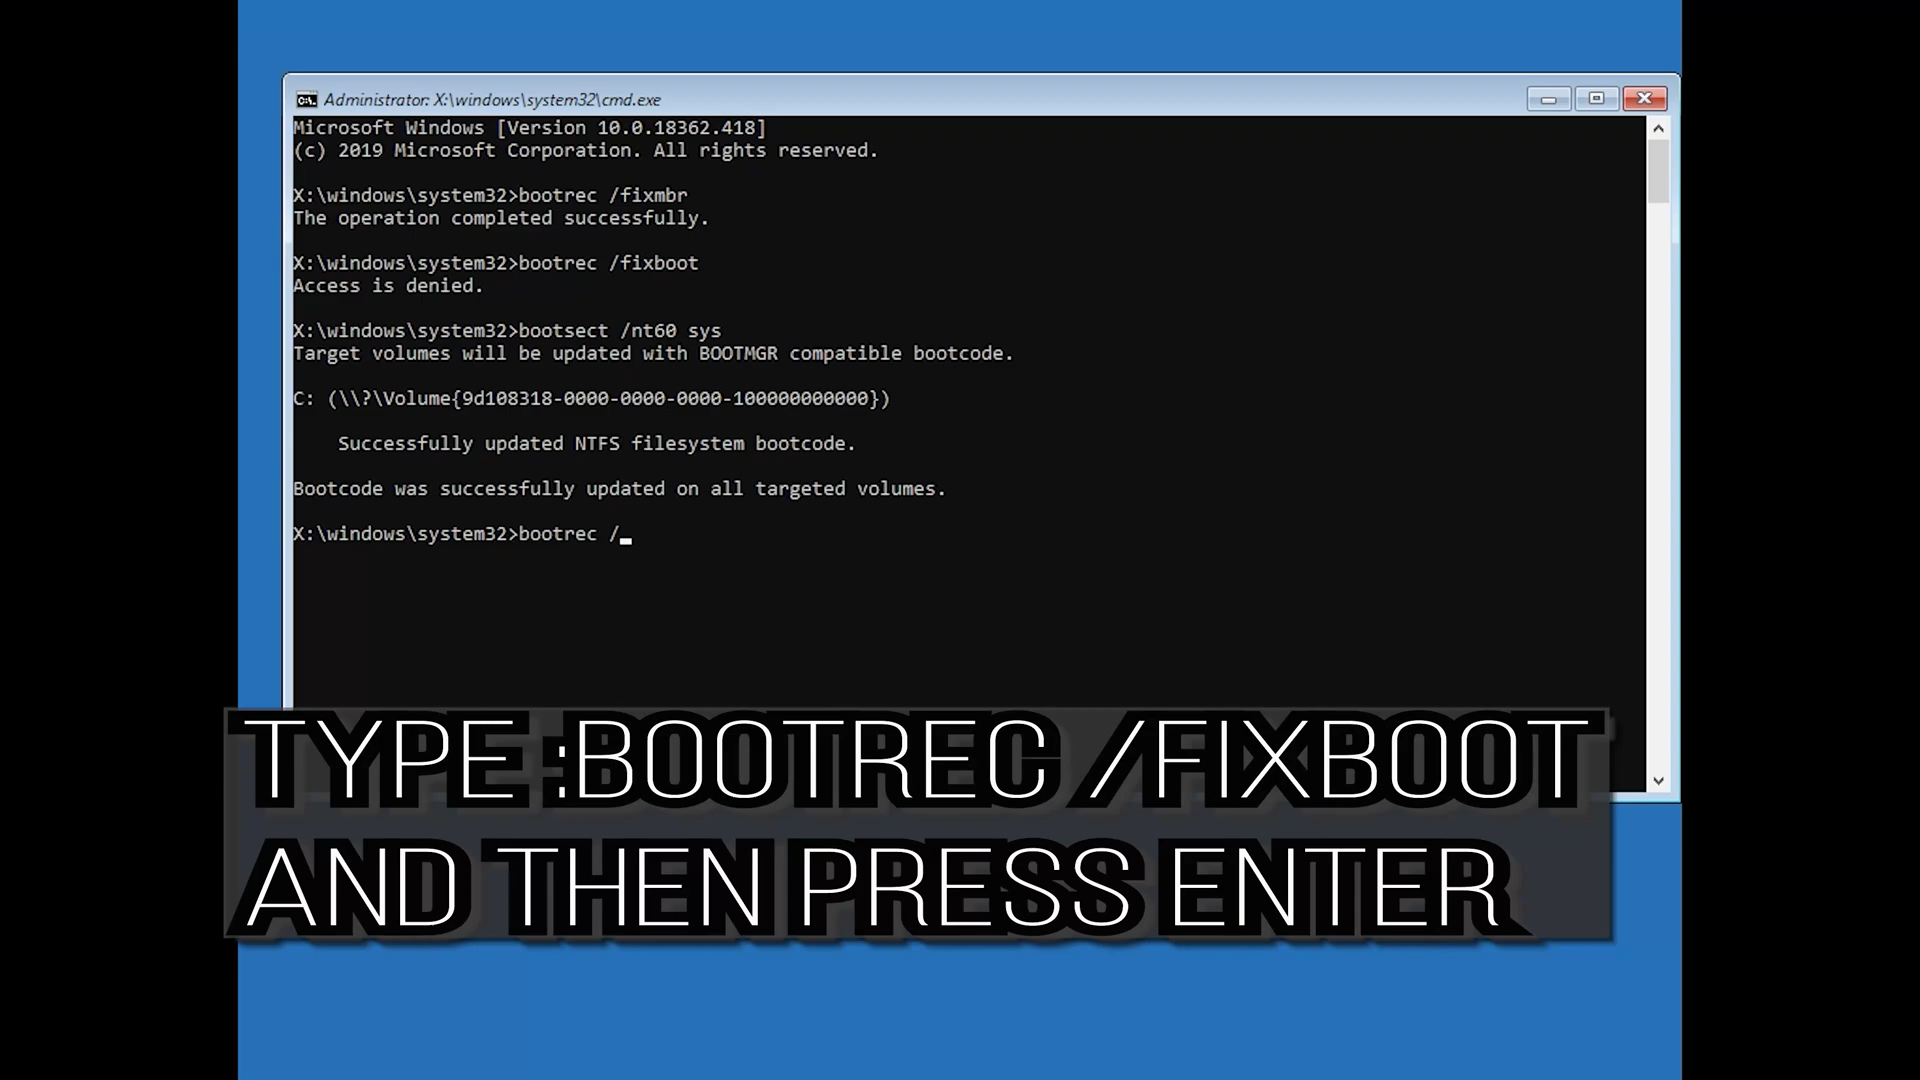 Administrator: X:\windows\system32\cmd.exe
Microsoft Windows [Version 10.0.18362.418]
(c) 2019 Microsoft Corporation. All rights reserved.
X:\windows\system32>bootrec /fixmbr
The operation completed successfully.
X:\windows\system32>bootrec /fixboot
Access is denied.
X:\windows\system32>bootsect /nt60 sys
Target volumes will be updated with BOOTMGR compatible bootcode.
C: (\\?\Volume{9d108318-0000-0000-0000-100000000000})
Successfully updated NTFS filesystem bootcode.
Bootcode was successfully updated on all targeted volumes.
X:\windows\system32>bootrec /_
TYPE :BOOTREC /FIXBOOT
AND THEN PRESS ENTER